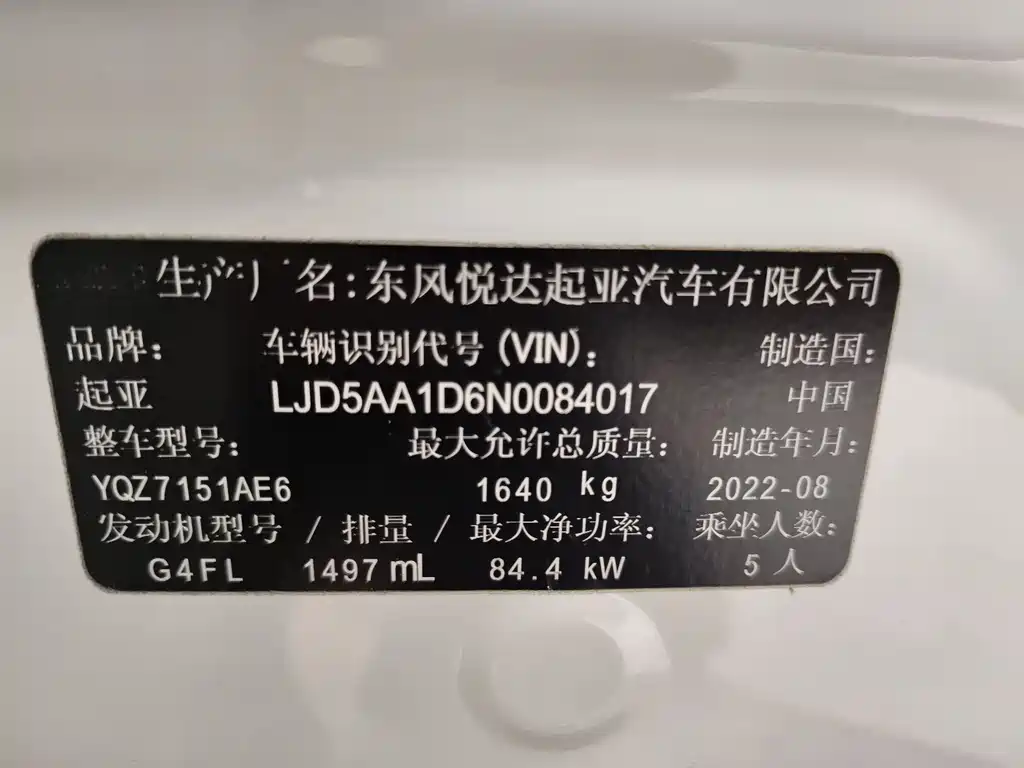 生产厂名:东风悦达起亚汽车有限公司
品牌: 车辆识别代号(VIN): 制造国:
起亚 LJD5AA1D6N0084017 中国
整车型号: 最大允许总质量: 制造年月:
YQZ7151AE6 1640 kg 2022-08
发动机型号 / 排量 / 最大净功率: 乘坐人数:
G4FL 1497 mL 84.4 kW 5 人